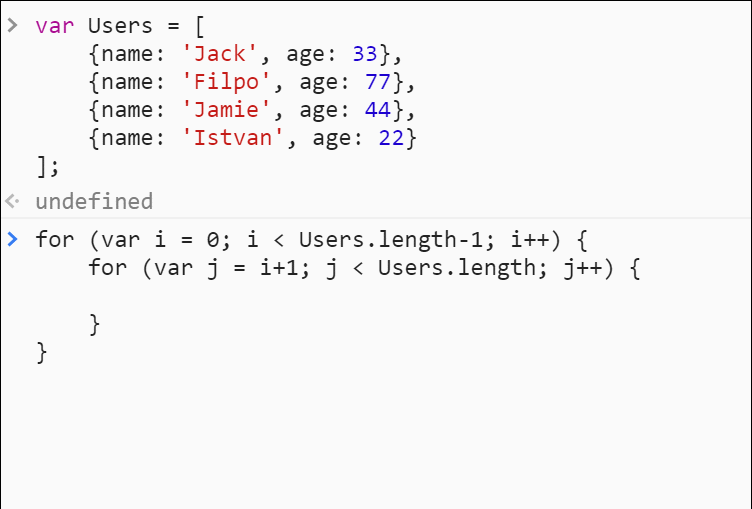 > var Users = [
    {name: 'Jack', age: 33},
    {name: 'Filpo', age: 77},
    {name: 'Jamie', age: 44},
    {name: 'Istvan', age: 22}
];
undefined
> for (var i = 0; i < Users.length-1; i++) {
    for (var j = i+1; j < Users.length; j++) {
    }
}